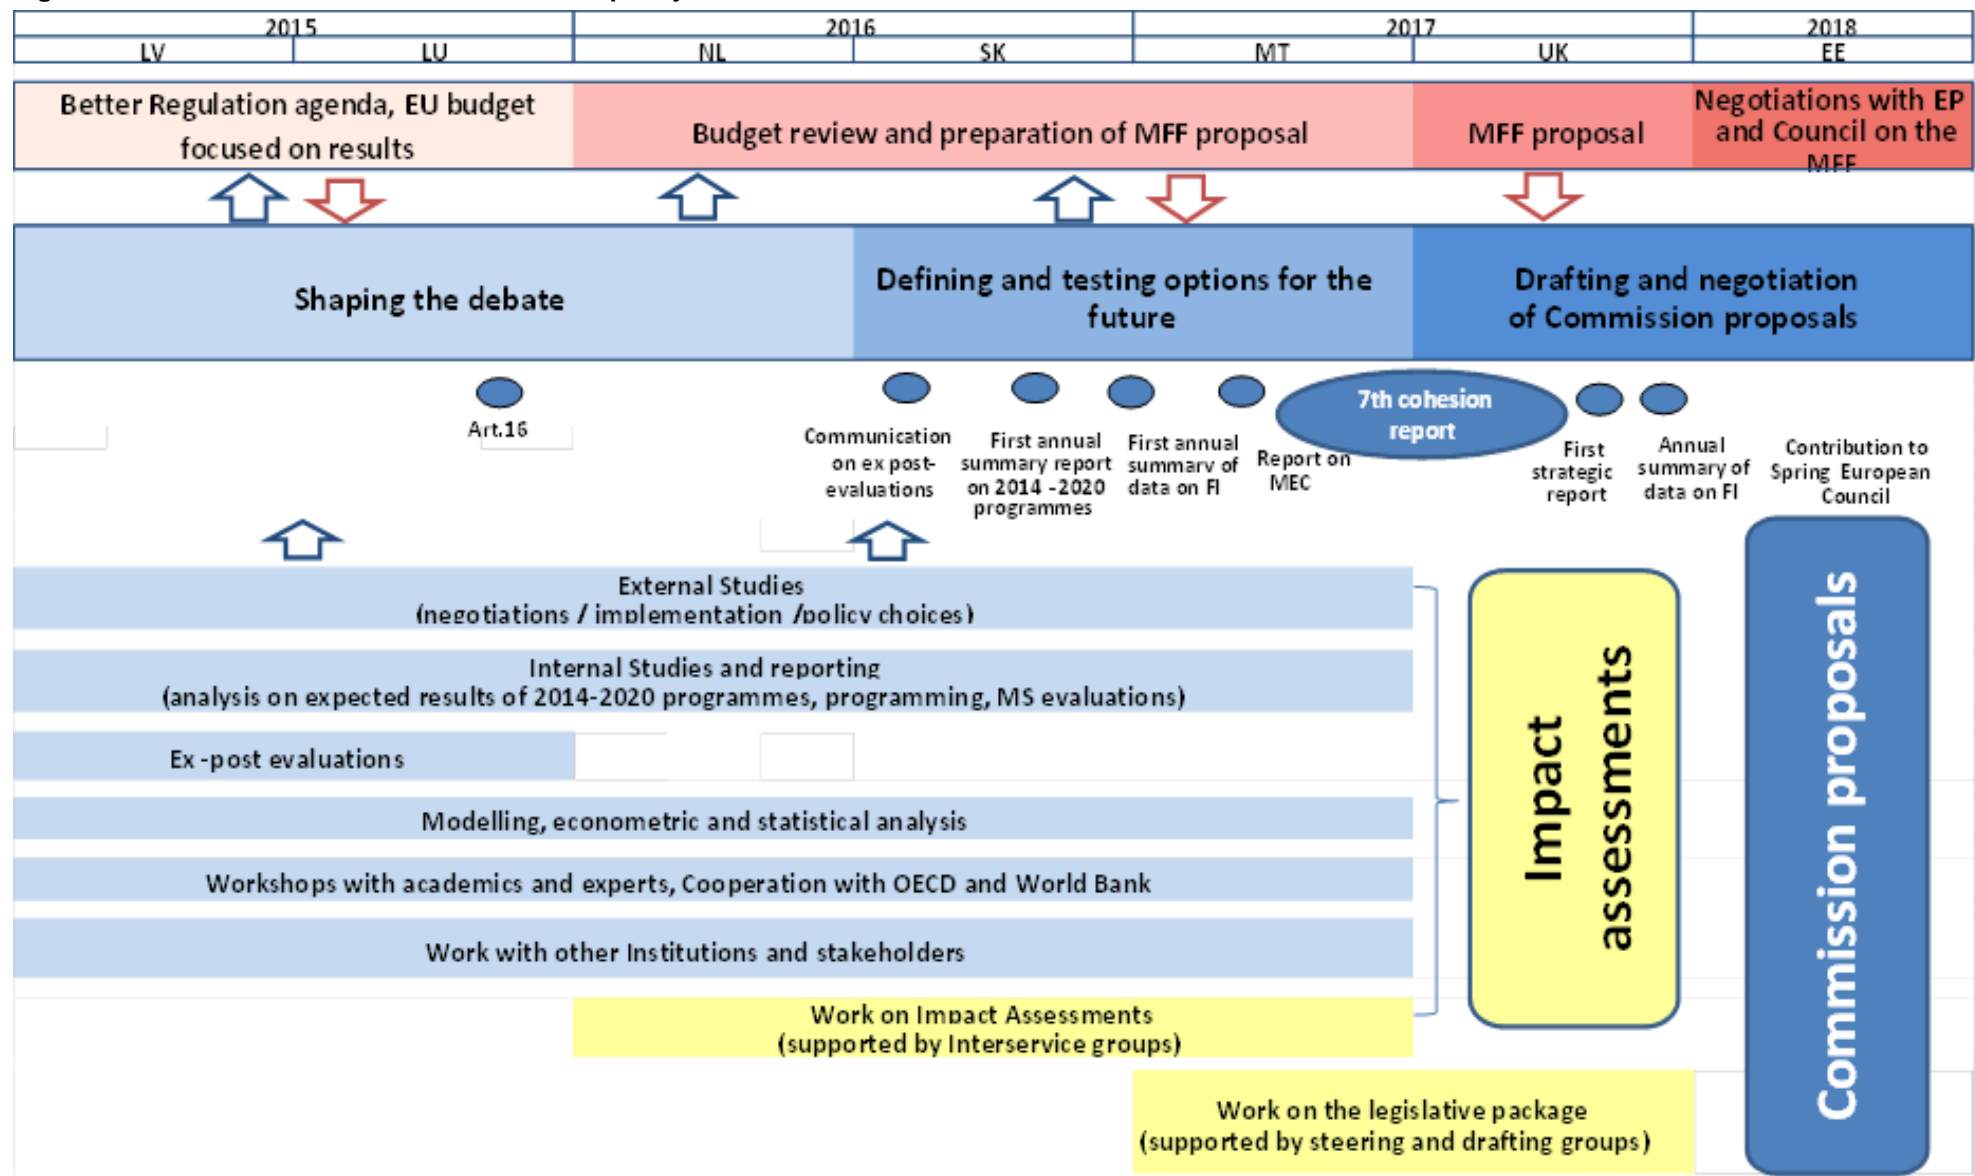 2015 2016 2017 2018
LV LU NL SK MT UK EE
Better Regulation agenda, EU budget
focused on results
Budget review and preparation of MFF proposal
MFF proposal
Negotiations with EP
and Council on the
MFF
Shaping the debate
Defining and testing options for the
future
Drafting and negotiation
of Commission proposals
Art.16
Communication
on ex post-
evaluations
First annual
summary report
on 2014 -2020
programmes
First annual
summary of
data on FI
Report on
MEC
7th cohesion
report
First
strategic
report
Annual
summary of
data on FI
Contribution to
Spring European
Council
External Studies
(negotiations / implementation /policy choices)
Internal Studies and reporting
(analysis on expected results of 2014-2020 programmes, programming, MS evaluations)
Ex -post evaluations
Modelling, econometric and statistical analysis
Workshops with academics and experts, Cooperation with OECD and World Bank
Work with other Institutions and stakeholders
Work on Impact Assessments
(supported by Interservice groups)
Work on the legislative package
(supported by steering and drafting groups)
Impact
assessments
Commission proposals